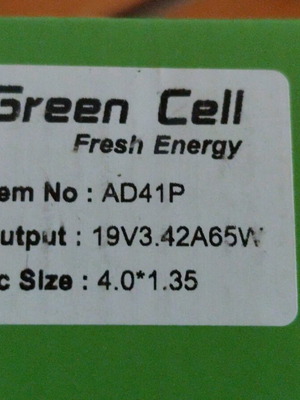 Green Cell
Fresh Energy
em No : AD41P
utput : 19V3.42A65W
c Size : 4.0*1.35